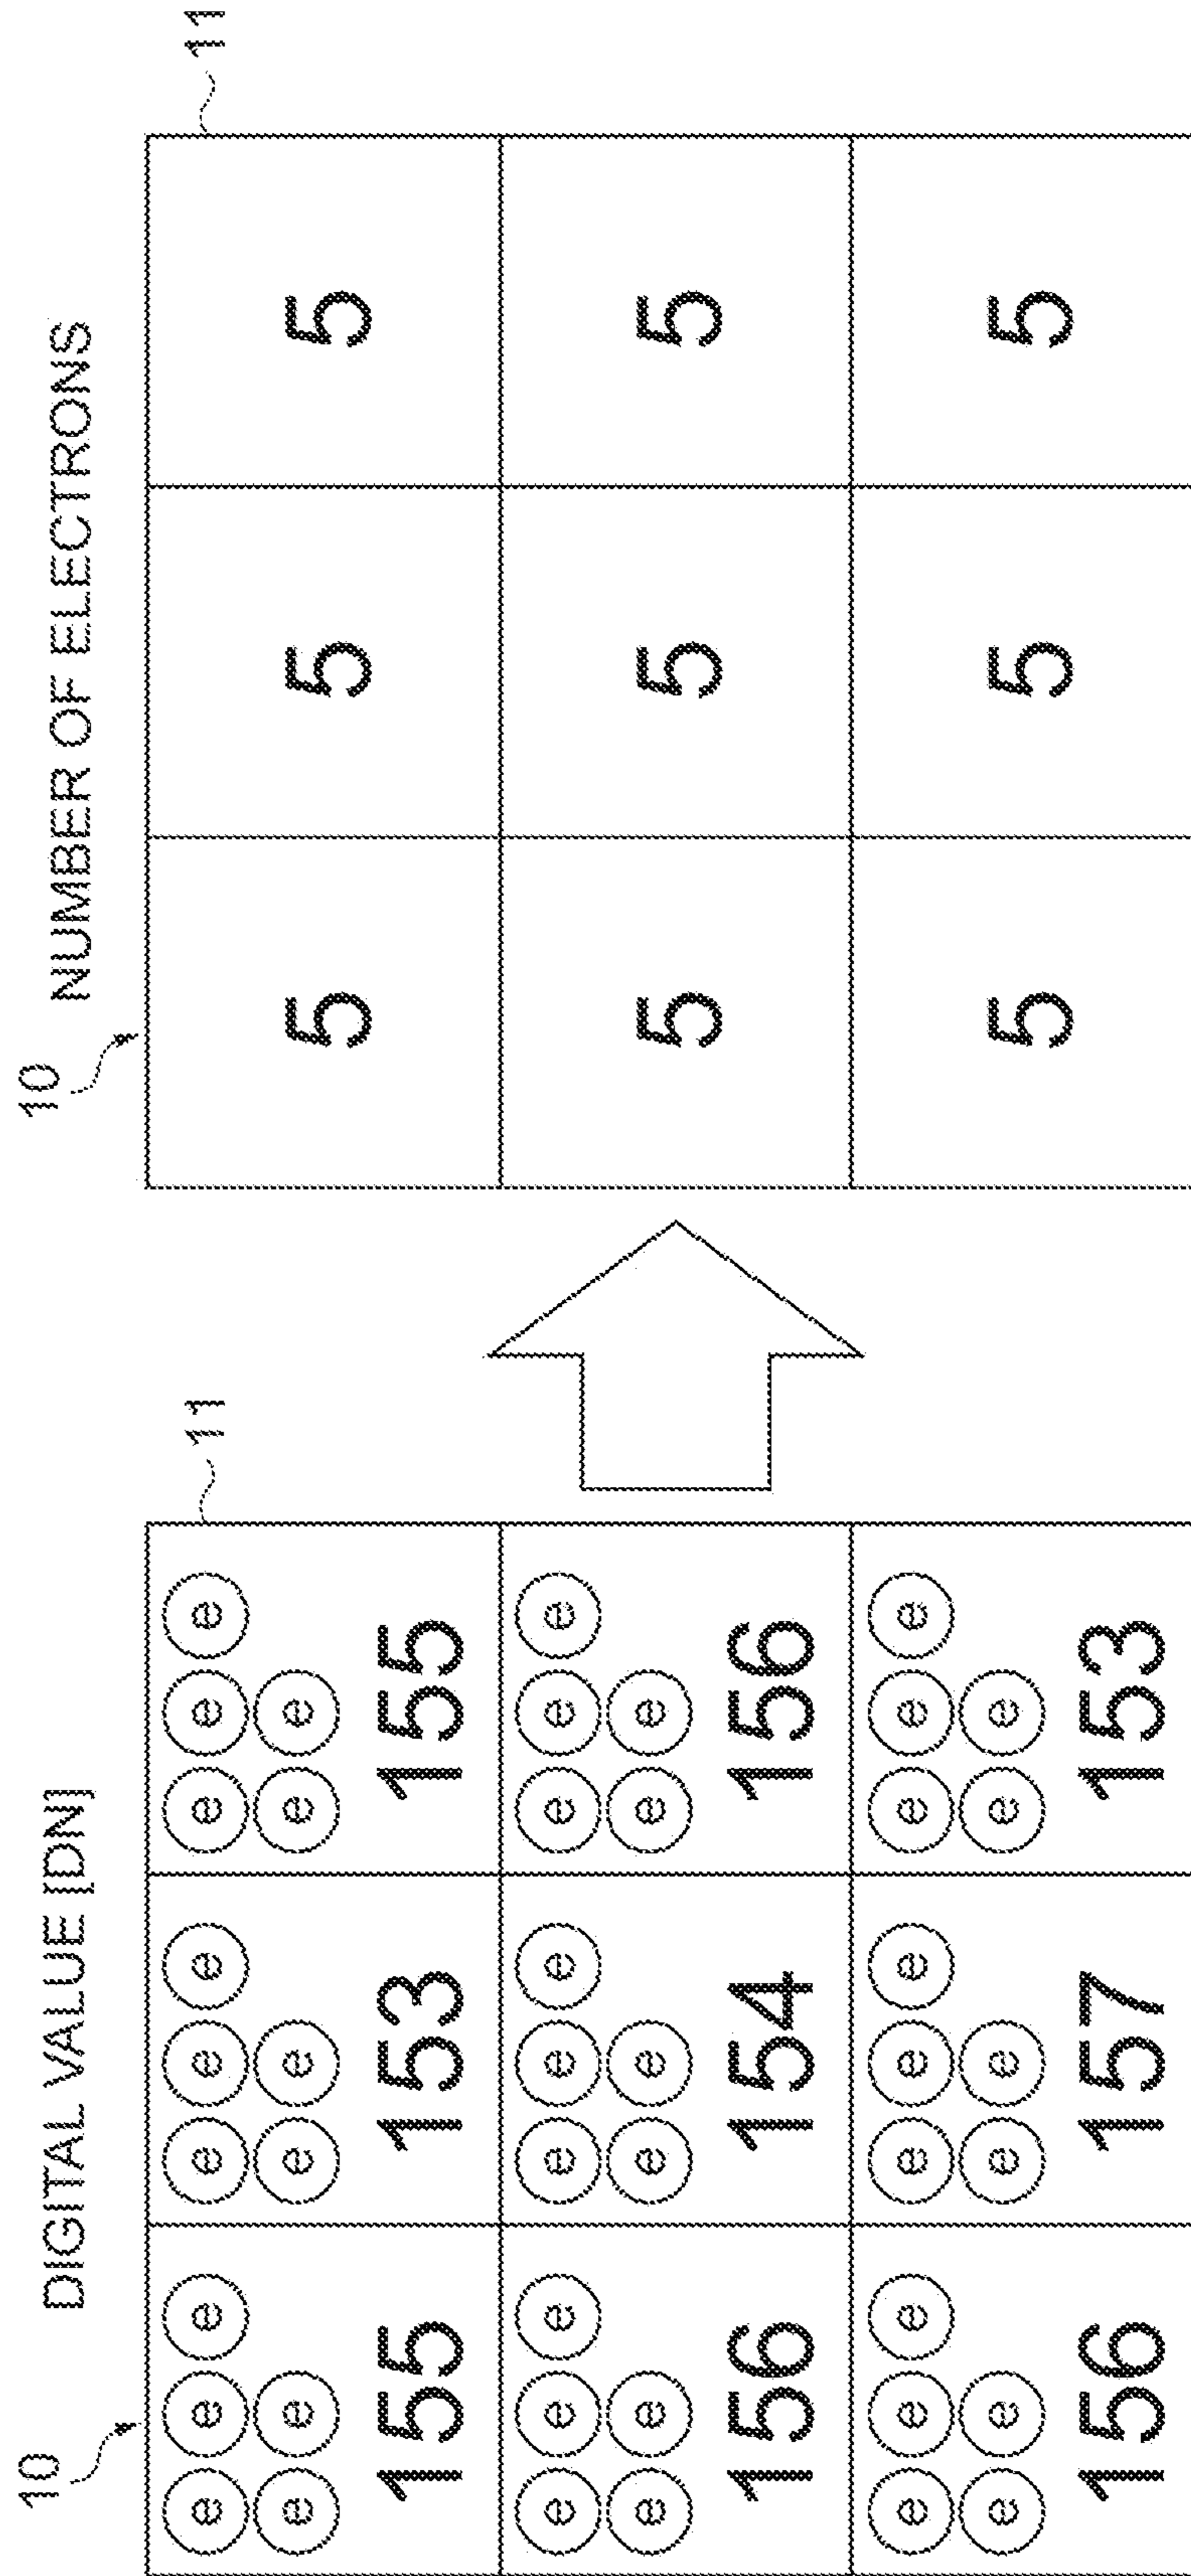 10
DIGITAL VALUE [DN]
11
e e e e e e e e e
e e e e e e
155 153 155
e e e e e e e e e
e e e e e e
156 154 156
e e e e e e e e e
e e e e e e
156 157 153
10
NUMBER OF ELECTRONS
11
5 5 5
5 5 5
5 5 5